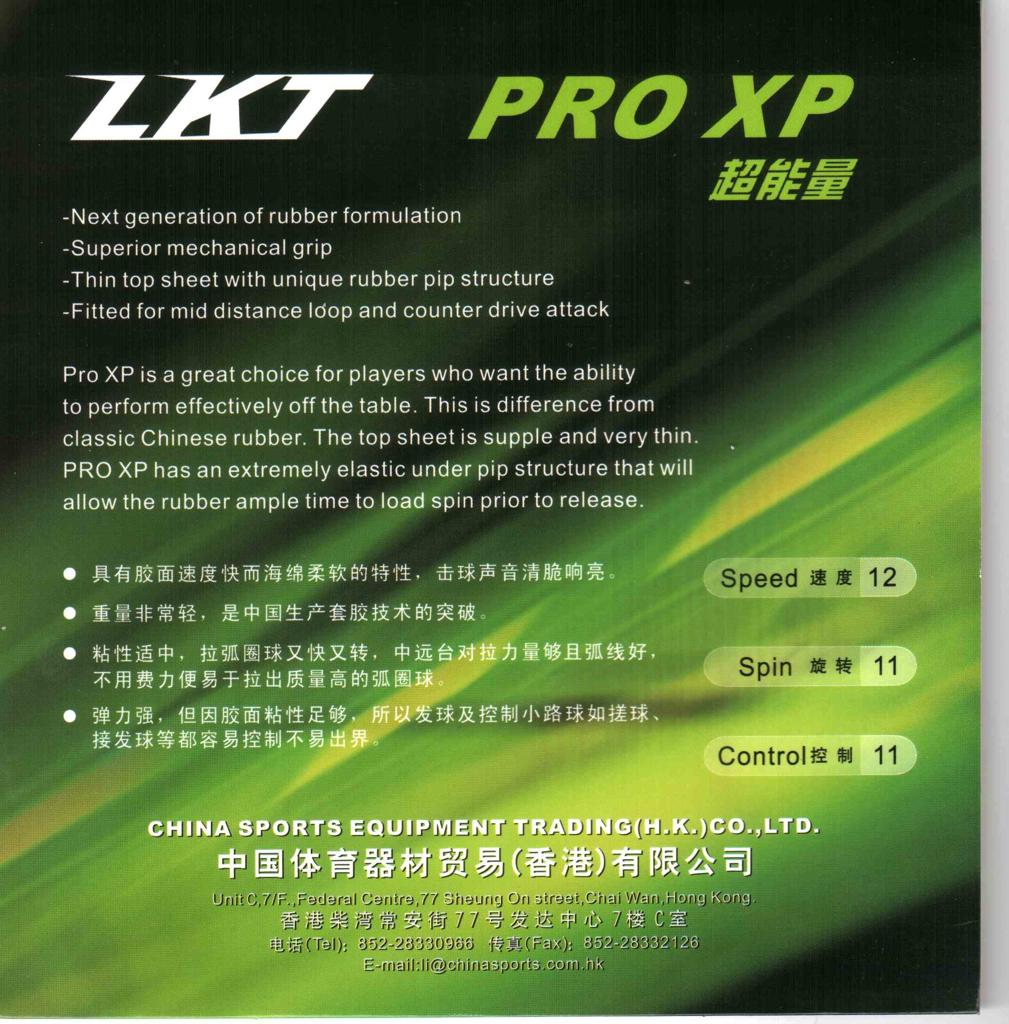 LKT PRO XP
超能量
-Next generation of rubber formulation
-Superior mechanical grip
-Thin top sheet with unique rubber pip structure
-Fitted for mid distance loop and counter drive attack
Pro XP is a great choice for players who want the ability
to perform effectively off the table. This is difference from
classic Chinese rubber. The top sheet is supple and very thin.
PRO XP has an extremely elastic under pip structure that will
allow the rubber ample time to load spin prior to release.
● 具有胶面速度快而海绵柔软的特性，击球声音清脆响亮。
● 重量非常轻，是中国生产套胶技术的突破。
● 粘性适中，拉弧圈球又快又转，中远台对拉力量够且弧线好，
不用费力便易于拉出质量高的弧圈球。
● 弹力强，但因胶面粘性足够，所以发球及控制小路球如搓球、
接发球等都容易控制不易出界。
Speed 速度 12
Spin 旋转 11
Control 控制 11
CHINA SPORTS EQUIPMENT TRADING(H.K.)CO.,LTD.
中国体育器材贸易(香港)有限公司
Unit C,7/F.,Federal Centre,77 Sheung On street,Chai Wan,Hong Kong.
香港柴湾常安街77号发达中心7楼C室
电话(Tel): 852-28330966 传真(Fax): 852-28332126
E-mail:li@chinasports.com.hk